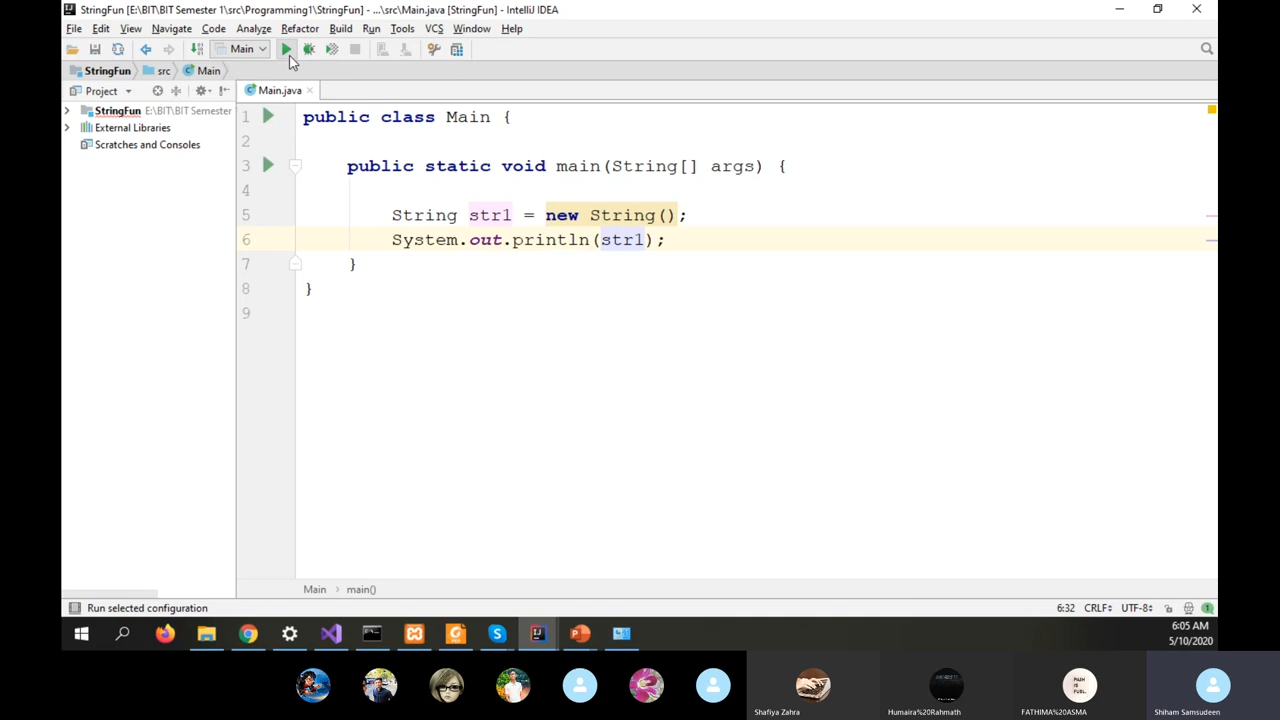 StringFun [E:\BIT\BIT Semester 1\src\Programming1\StringFun] - ...\src\Main.java [StringFun] - IntelliJ IDEA
File Edit View Navigate Code Analyze Refactor Build Run Tools VCS Window Help
Main
StringFun src Main
Project
Main.java
StringFun E:\BIT\BIT Semester
External Libraries
Scratches and Consoles
1 public class Main {
2
3 public static void main(String[] args) {
4
5 String str1 = new String();
6 System.out.println(str1);
7 }
8 }
9
Main main()
Run selected configuration
6:32 CRLF UTF-8
6:05 AM
5/10/2020
Shafiya Zahra
Humaira%20Rahmath
FATHIMA%20ASMA
Shiham Samsudeen